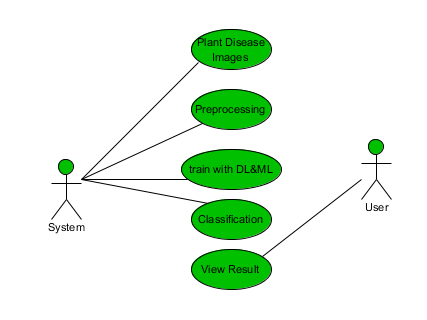 Plant Disease
Images
Preprocessing
train with DL&ML
System
User
Classification
View Result